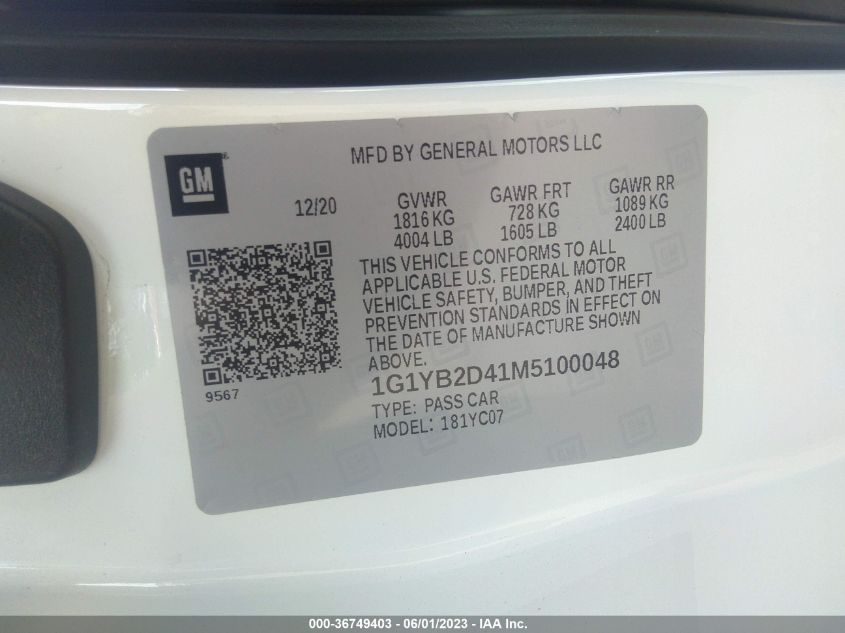 MFD BY GENERAL MOTORS LLC
GM
12/20
GVWR GAWR FRT GAWR RR
1816 KG 728 KG 1089 KG
4004 LB 1605 LB 2400 LB
THIS VEHICLE CONFORMS TO ALL
APPLICABLE U.S. FEDERAL MOTOR
VEHICLE SAFETY, BUMPER, AND THEFT
PREVENTION STANDARDS IN EFFECT ON
THE DATE OF MANUFACTURE SHOWN
ABOVE.
9567
1G1YB2D41M5100048
TYPE: PASS CAR
MODEL: 181YC07
000-36749403 - 06/01/2023 - IAA Inc.